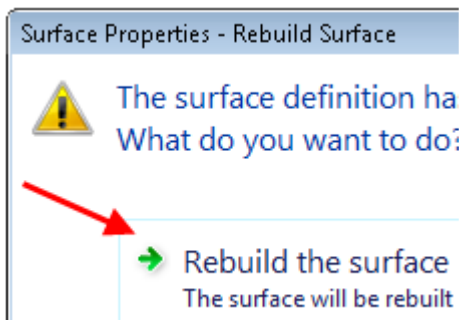 Surface Properties - Rebuild Surface
The surface definition ha
What do you want to do?
Rebuild the surface
The surface will be rebuilt